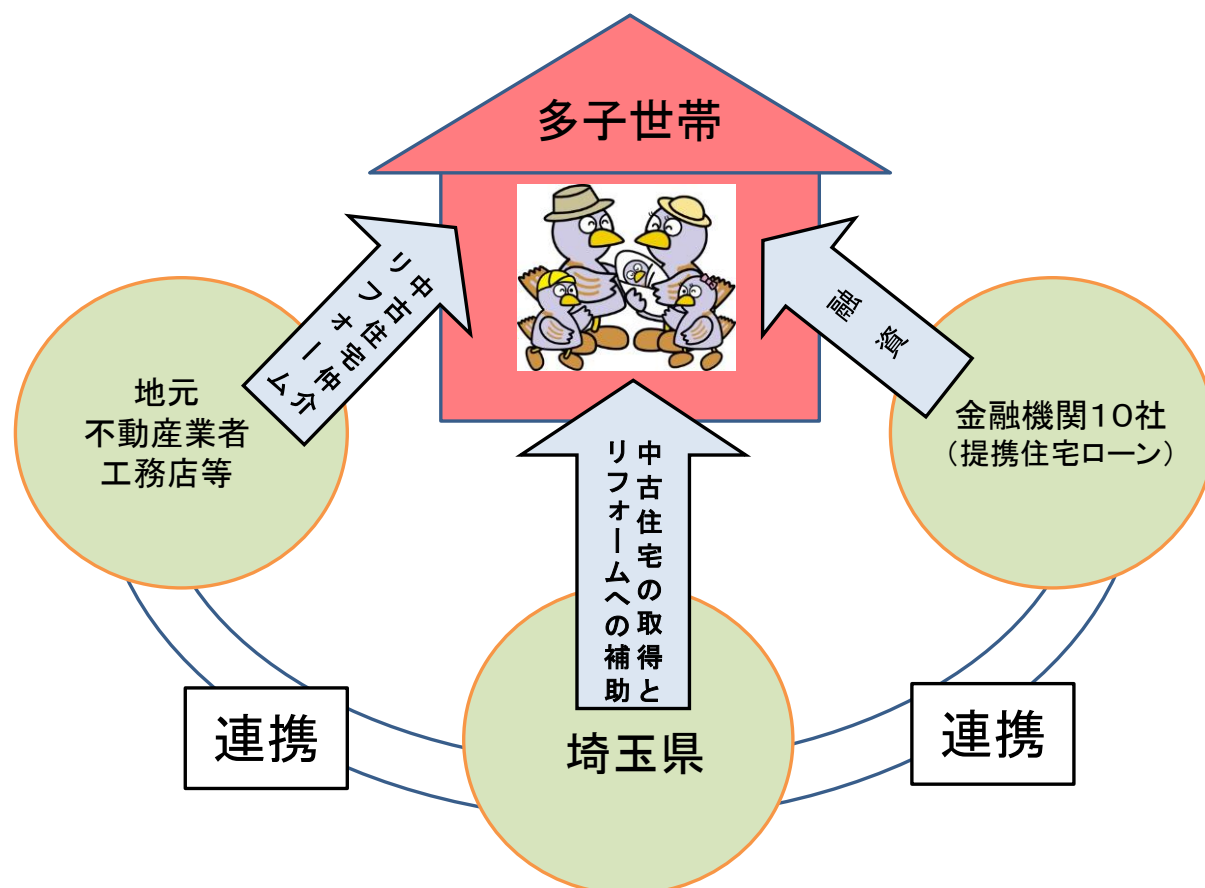 多子世帯
中古住宅仲介
リフォーム
融資
地元
不動産業者
工務店等
金融機関10社
（提携住宅ローン）
中古住宅の取得と
リフォームへの補助
連携
埼玉県
連携